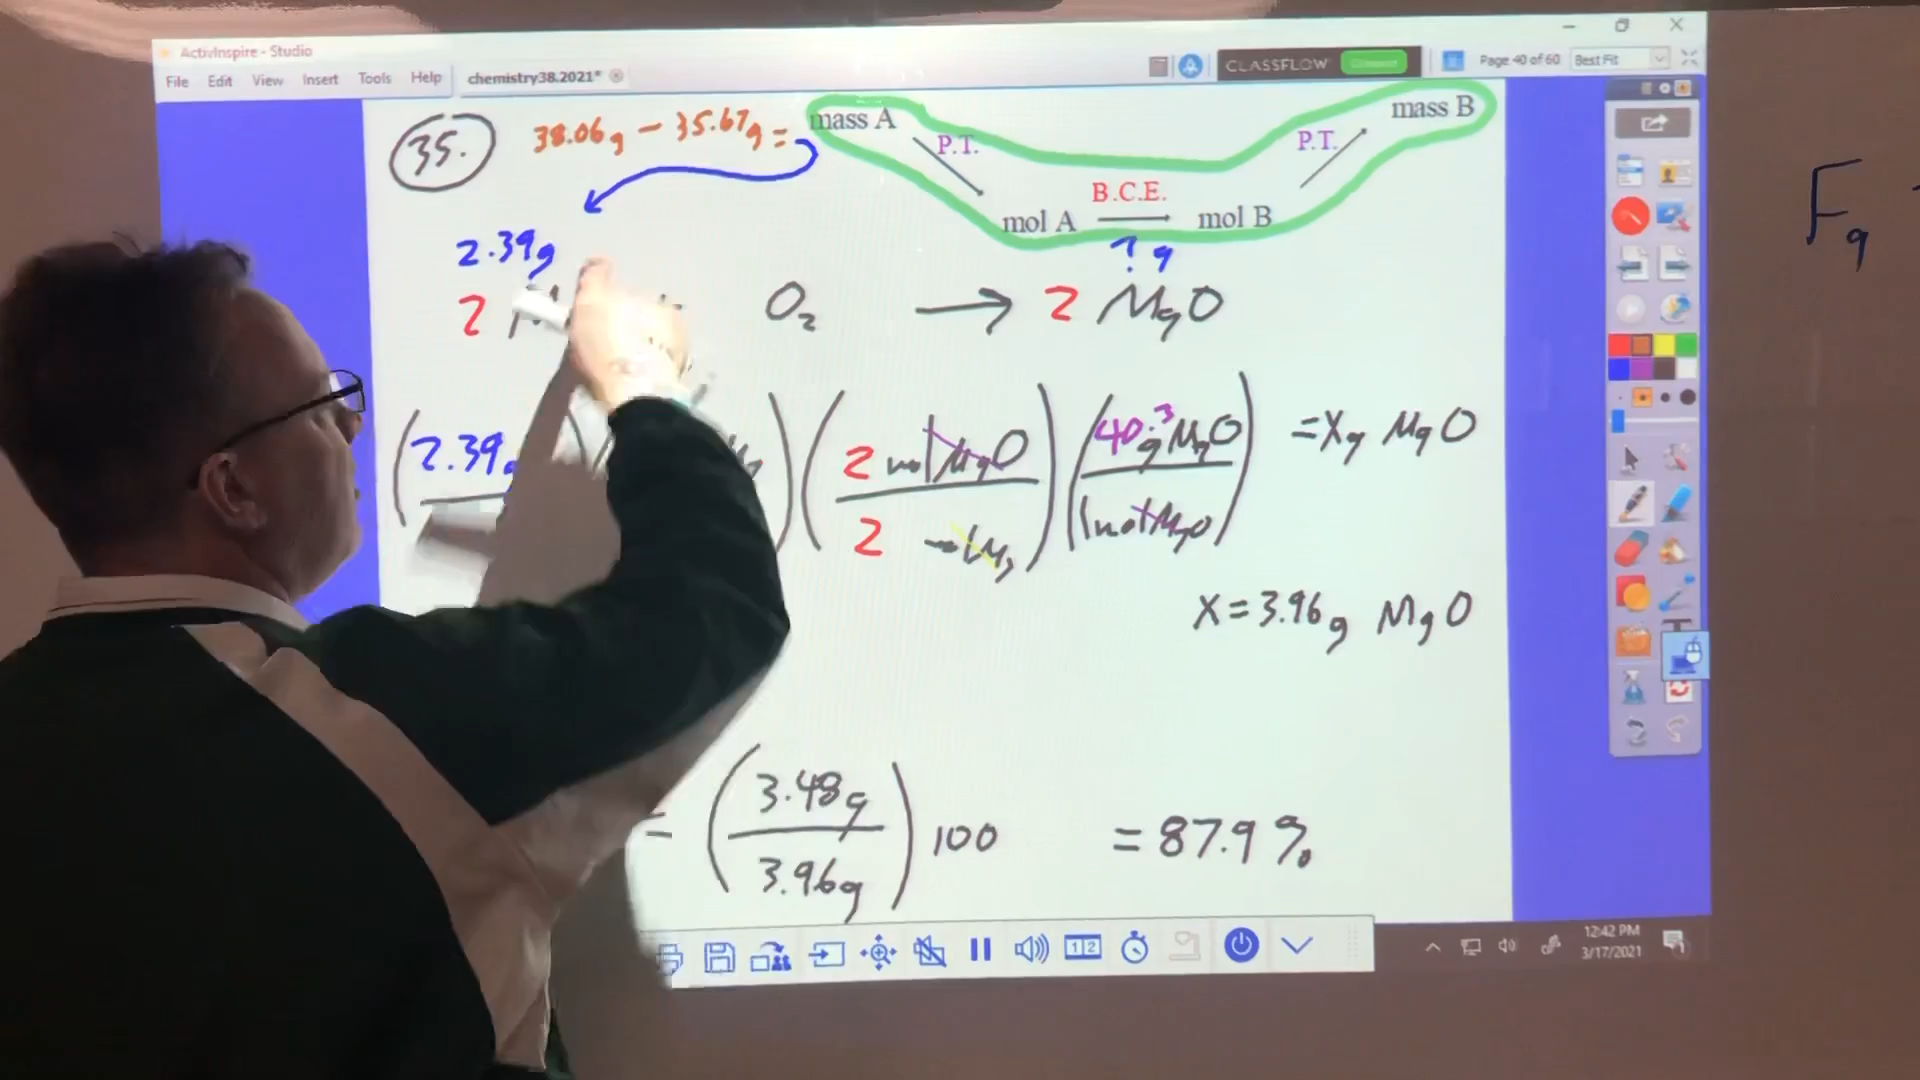 ActivInspire - Studio
File Edit View Insert Tools Help chemistry38.2021*
CLASSFLOW Page 40 of 60 Best Fit
35. 38.06g - 35.67g =
mass A mass B
P.T. P.T.
B.C.E.
mol A mol B
2.39g ? g
2 M O2 → 2 MgO
(2.39g )( )(2 mol MgO)(40.3 g MgO) = Xg MgO
2 mol Mg 1 mol MgO
X = 3.96g MgO
= (3.48g) 100 = 87.9 %
3.96g
12:42 PM
3/17/2021
Fg